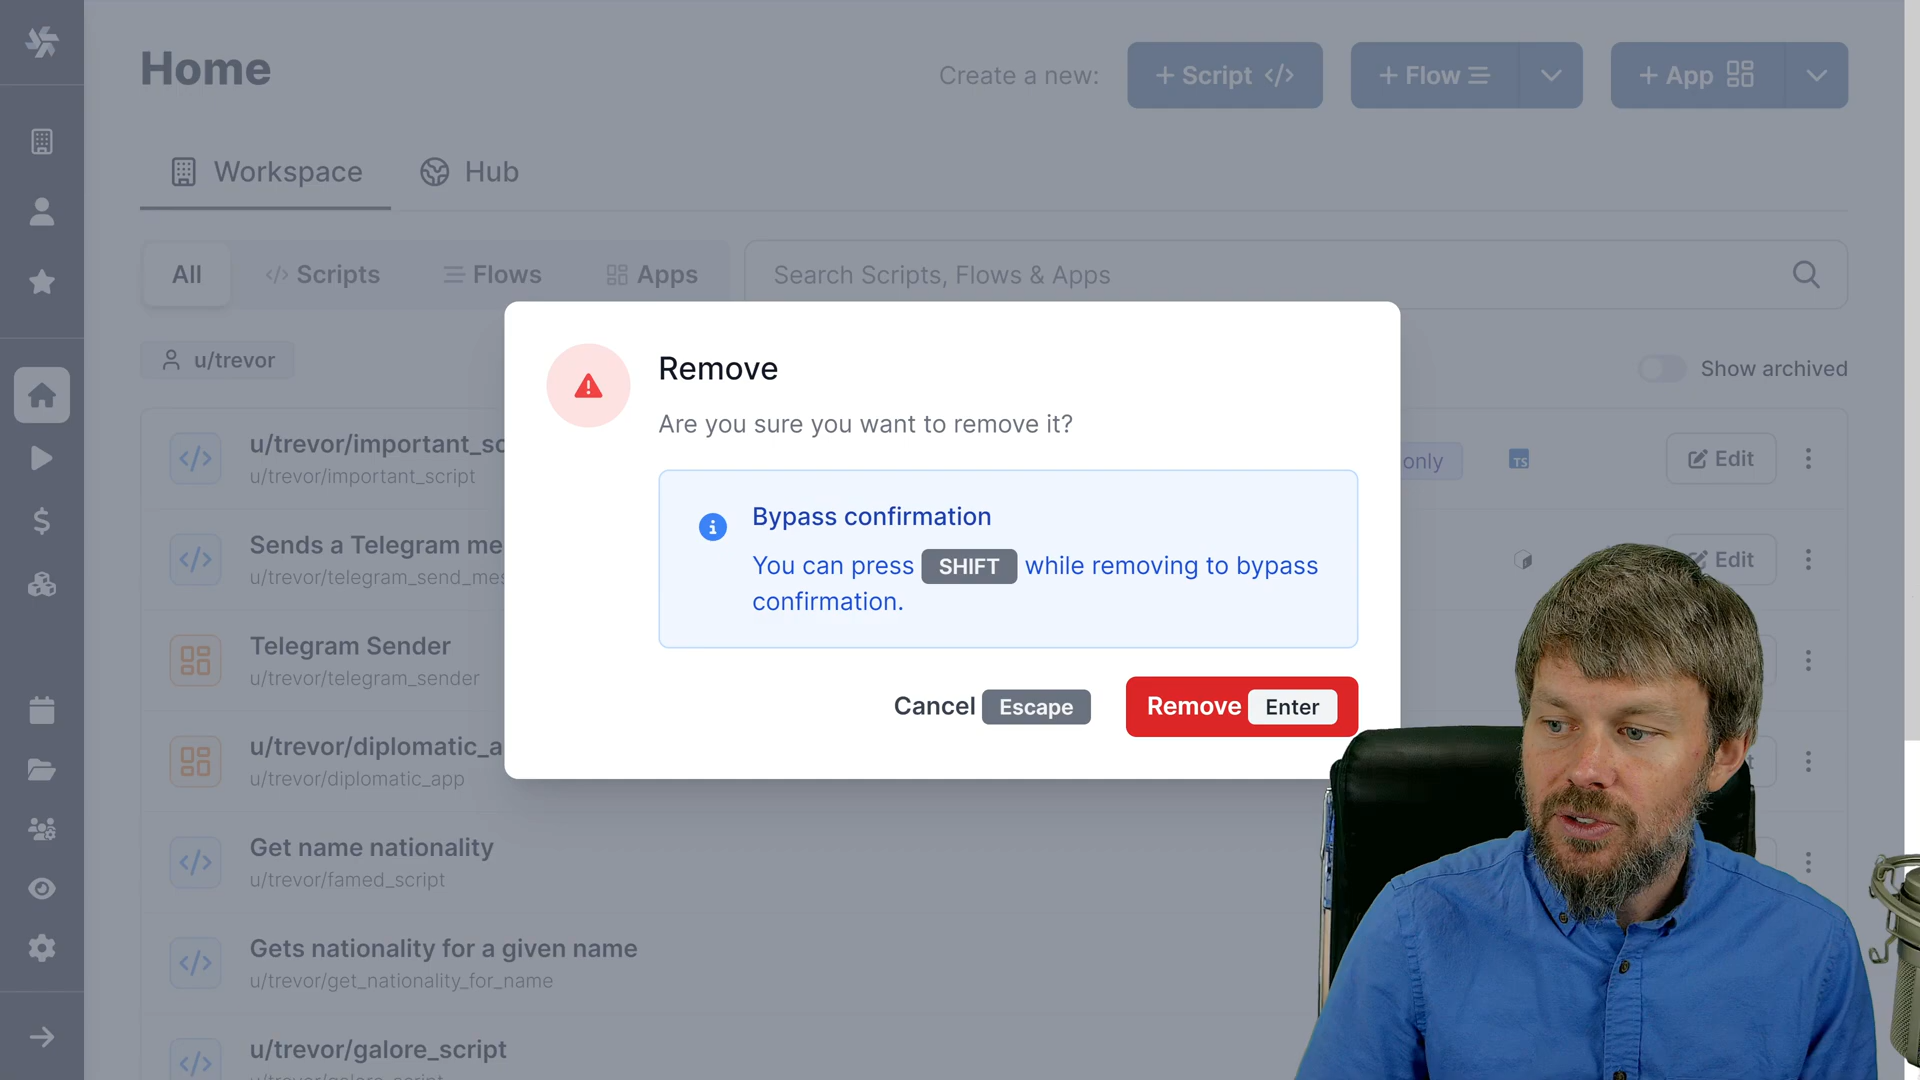 Home
Create a new:
+ Script </>
+ Flow
+ App
Workspace
Hub
All
</> Scripts
Flows
Apps
Search Scripts, Flows & Apps
u/trevor
Show archived
Remove
Are you sure you want to remove it?
Bypass confirmation
You can press SHIFT while removing to bypass
confirmation.
Cancel Escape
Remove Enter
</>
u/trevor/important_sc
u/trevor/important_script
only
TS
Edit
</>
Sends a Telegram me
u/trevor/telegram_send_mes
Edit
Telegram Sender
u/trevor/telegram_sender
u/trevor/diplomatic_a
u/trevor/diplomatic_app
</>
Get name nationality
u/trevor/famed_script
</>
Gets nationality for a given name
u/trevor/get_nationality_for_name
</>
u/trevor/galore_script